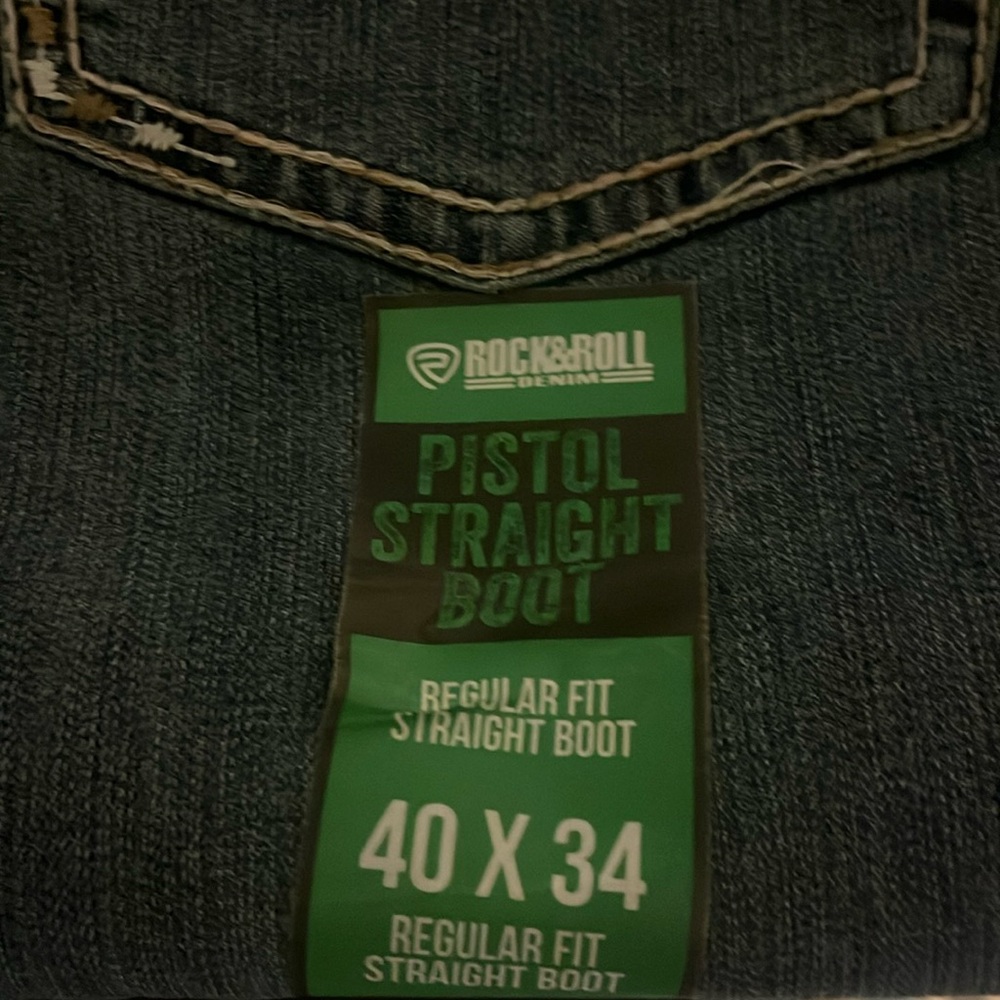 ROCK&ROLL
DENIM
PISTOL
STRAIGHT
BOOT
REGULAR FIT
STRAIGHT BOOT
40 X 34
REGULAR FIT
STRAIGHT BOOT